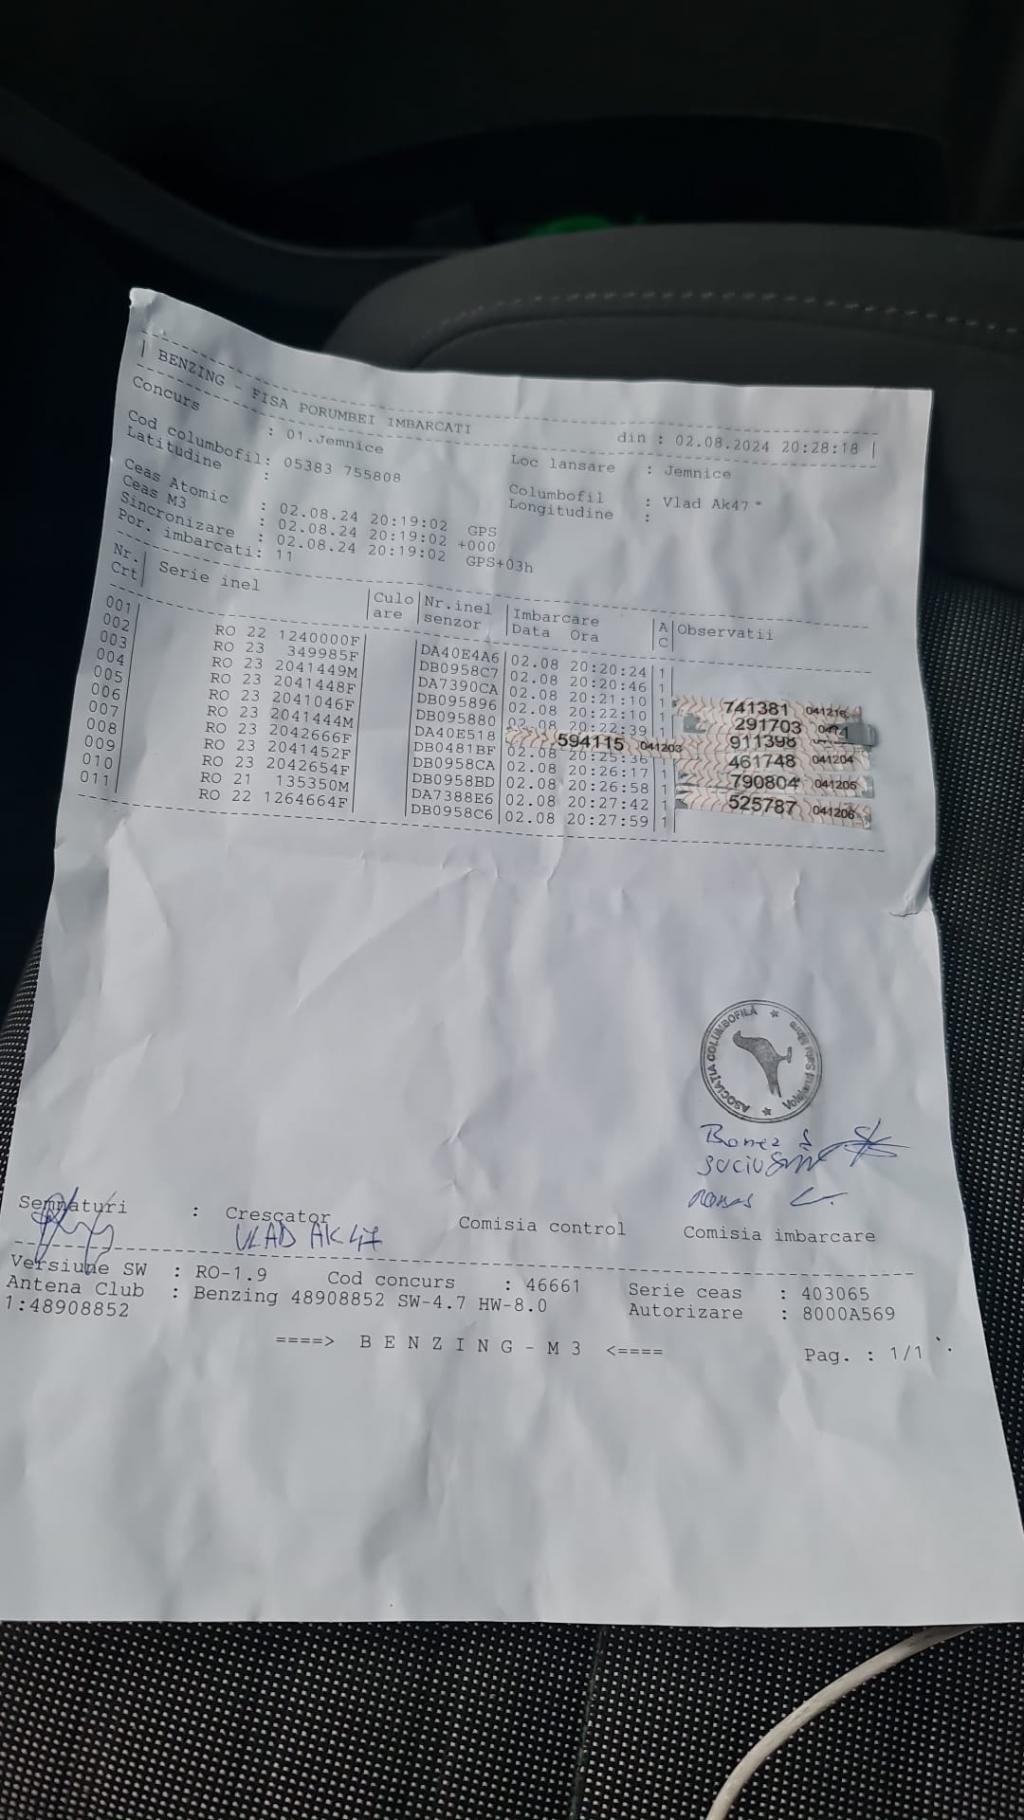 BENZING - FISA PORUMBEI IMBARCATI din : 02.08.2024 20:28:18
Concurs : 01.Jemnice Loc lansare : Jemnice
Cod columbofil: 05383 755808 Columbofil : Vlad Ak47 "
Latitudine : Longitudine :
Ceas Atomic : 02.08.24 20:19:02 GPS
Ceas M3 : 02.08.24 20:19:02 +000
Sincronizare : 02.08.24 20:19:02 GPS+03h
Por. imbarcati: 11
Nr. Crt Serie inel Culo are Nr.inel senzor Imbarcare Data Ora A C Observatii
001 RO 22 1240000F DA40E4A6 02.08 20:20:24 1
002 RO 23 349985F DB0958C7 02.08 20:20:46 1
003 RO 23 2041449M DA7390CA 02.08 20:21:10 1 741381 041216
004 RO 23 2041448F DB095896 02.08 20:22:10 1 291703
005 RO 23 2041046F DB095880 02.08 20:22:39 1 911398
006 RO 23 2041444M DA40E518 594115 041203
007 RO 23 2042666F DB0481BF 02.08 20:25:36 1 461748 041204
008 RO 23 2041452F DB0958CA 02.08 20:26:17 1 790804 041205
009 RO 23 2042654F DB0958BD 02.08 20:26:58 1 525787 041206
010 RO 21 135350M DA7388E6 02.08 20:27:42 1
011 RO 22 1264664F DB0958C6 02.08 20:27:59 1
ASOCIATIA COLUMBOFILĂ
Semnaturi : Crescator Comisia control Comisia imbarcare
VLAD AK47
Versiune SW : RO-1.9 Cod concurs : 46661 Serie ceas : 403065
Antena Club : Benzing 48908852 SW-4.7 HW-8.0 Autorizare : 8000A569
1:48908852
====> B E N Z I N G - M 3 <==== Pag. : 1/1